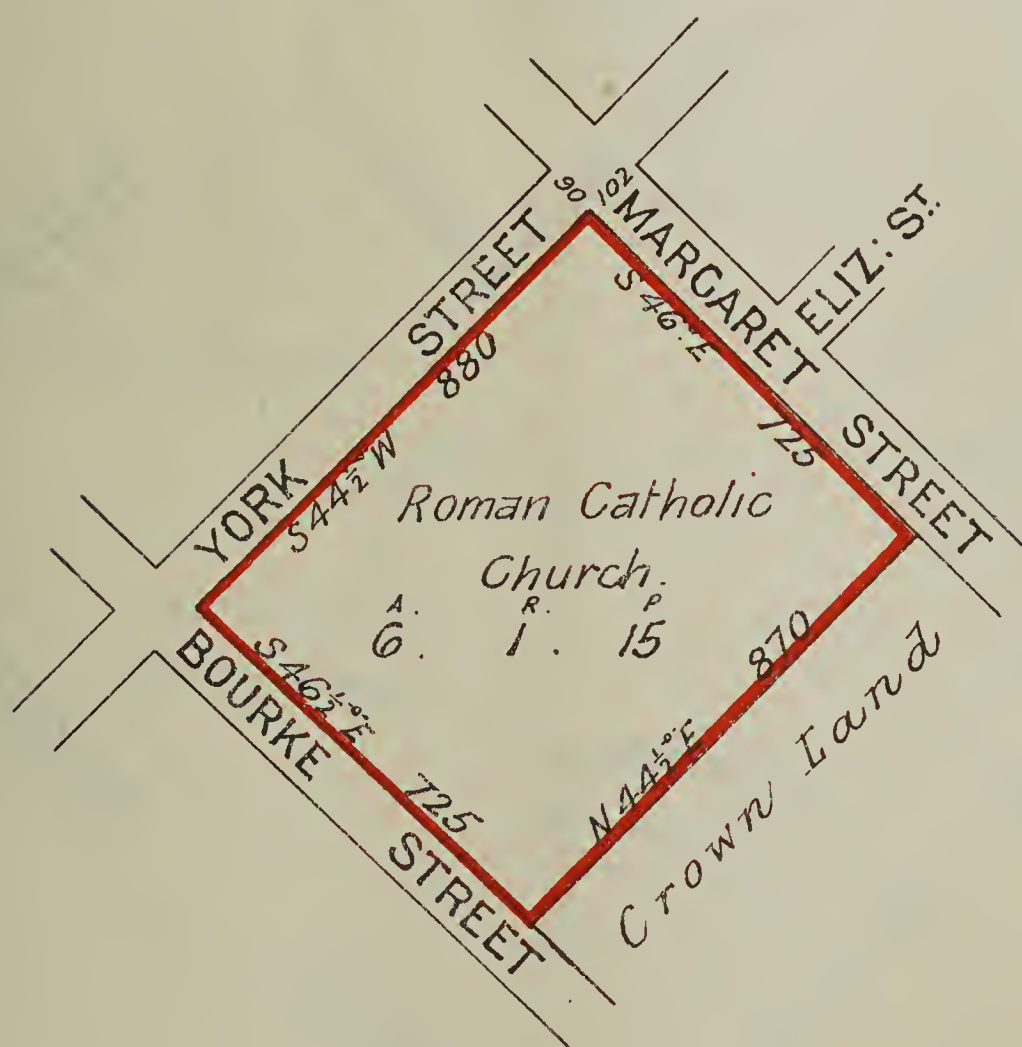 90
102
MARGARET STREET
ELIZ: ST.
YORK STREET
S 46° E
725
880
S 44½° W
Roman Catholic
Church.
A. R. P
6. 1. 15
BOURKE STREET
S 46½° E
725
870
N 44½° E
Crown Land